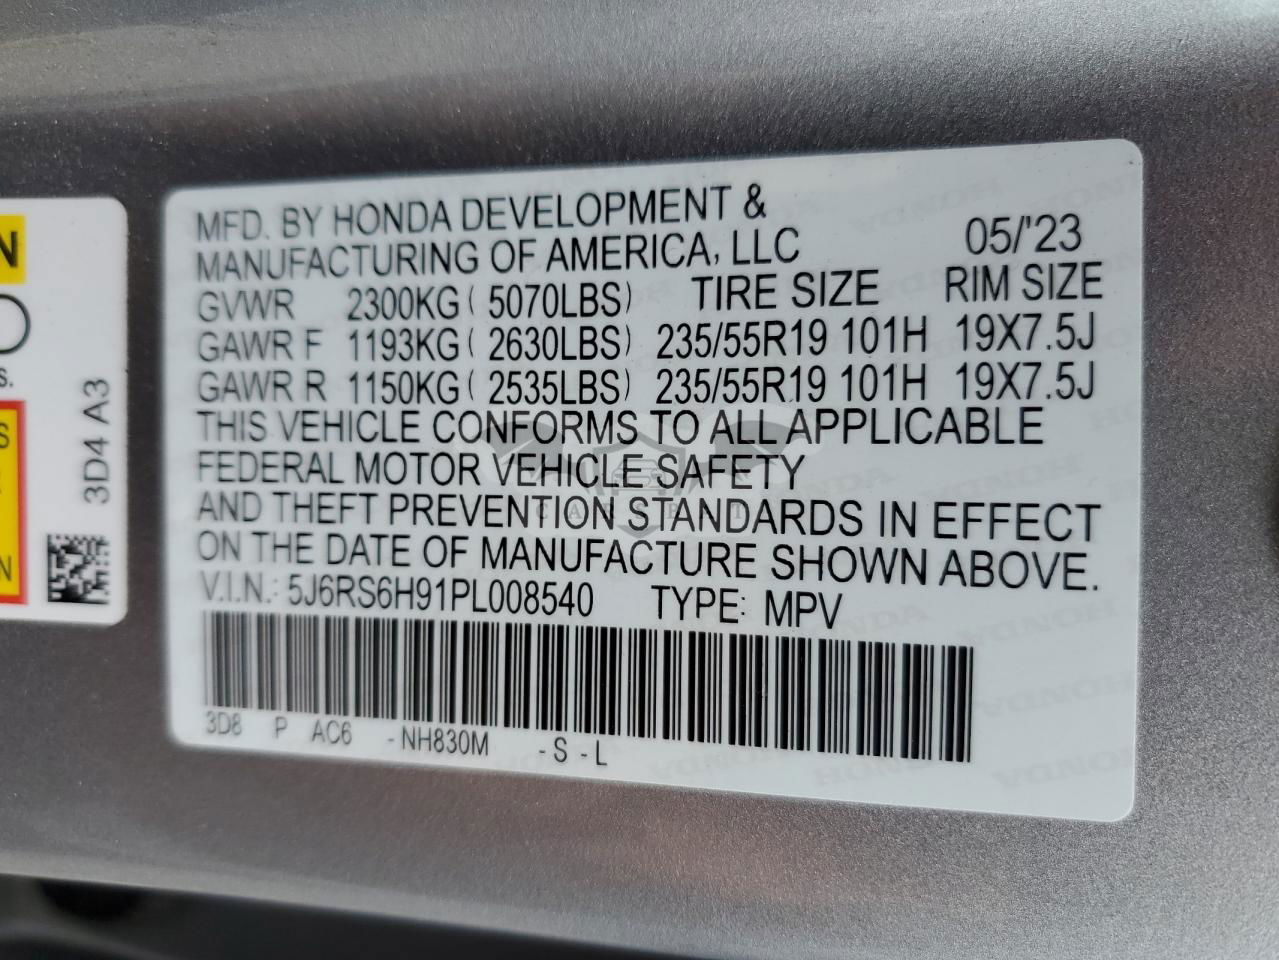 MFD. BY HONDA DEVELOPMENT &
MANUFACTURING OF AMERICA, LLC 05/'23
GVWR 2300KG ( 5070LBS) TIRE SIZE RIM SIZE
GAWR F 1193KG ( 2630LBS) 235/55R19 101H 19X7.5J
GAWR R 1150KG ( 2535LBS) 235/55R19 101H 19X7.5J
THIS VEHICLE CONFORMS TO ALL APPLICABLE
FEDERAL MOTOR VEHICLE SAFETY
AND THEFT PREVENTION STANDARDS IN EFFECT
ON THE DATE OF MANUFACTURE SHOWN ABOVE.
V.I.N.: 5J6RS6H91PL008540 TYPE: MPV
3D8 P AC6 -NH830M -S -L
3D4 A3